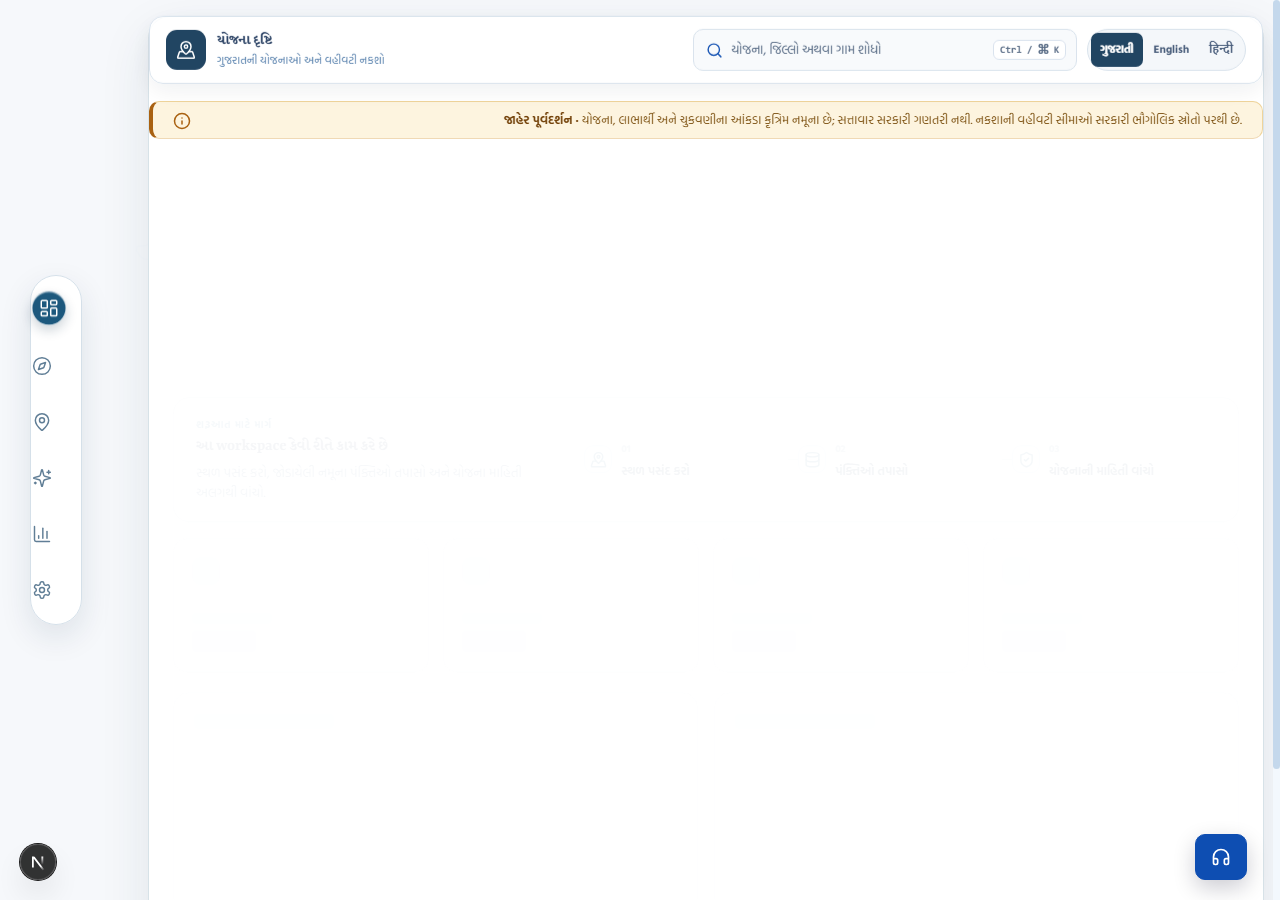 યોજના દૃષ્ટિ
ગુજરાતની યોજનાઓ અને વહીવટી નકશો
યોજના, જિલ્લો અથવા ગામ શોધો
Ctrl / ⌘ K
ગુજરાતી
English
हिन्दी
જાહેર પૂર્વદર્શન · યોજના, લાભાર્થી અને ચુકવણીના આંકડા કૃત્રિમ નમૂના છે; સત્તાવાર સરકારી ગણતરી નથી. નકશાની વહીવટી સીમાઓ સરકારી ભૌગોલિક સ્રોતો પરથી છે.
આ workspace કેવી રીતે કામ કરે છે
સ્થળ પસંદ કરો
પંક્તિઓ તપાસો
યોજનાની માહિતી વાંચો
N